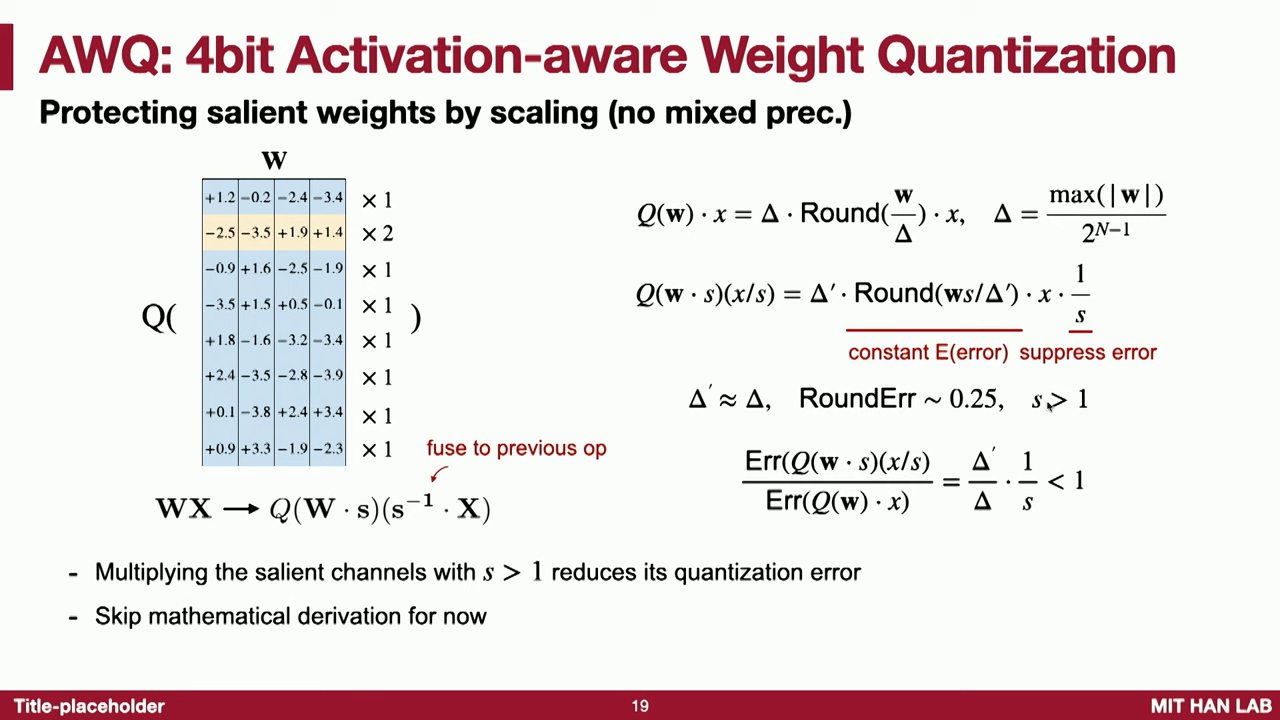 AWQ: 4bit Activation-aware Weight Quantization
Protecting salient weights by scaling (no mixed prec.)
W
Q(
+1.2 −0.2 −2.4 −3.4 × 1
−2.5 −3.5 +1.9 +1.4 × 2
−0.9 +1.6 −2.5 −1.9 × 1
−3.5 +1.5 +0.5 −0.1 × 1
+1.8 −1.6 −3.2 −3.4 × 1
+2.4 −3.5 −2.8 −3.9 × 1
+0.1 −3.8 +2.4 +3.4 × 1
+0.9 +3.3 −1.9 −2.3 × 1
)
fuse to previous op
WX ⟶ Q(W · s)(s⁻¹ · X)
Q(w) · x = Δ · Round(w/Δ) · x, Δ = max(|w|)/2^{N−1}
Q(w · s)(x/s) = Δ′ · Round(ws/Δ′) · x · 1/s
constant E(error) suppress error
Δ′ ≈ Δ, RoundErr ~ 0.25, s > 1
Err(Q(w · s)(x/s) / Err(Q(w) · x) = Δ′/Δ · 1/s < 1
- Multiplying the salient channels with s > 1 reduces its quantization error
- Skip mathematical derivation for now
Title-placeholder
19
MIT HAN LAB